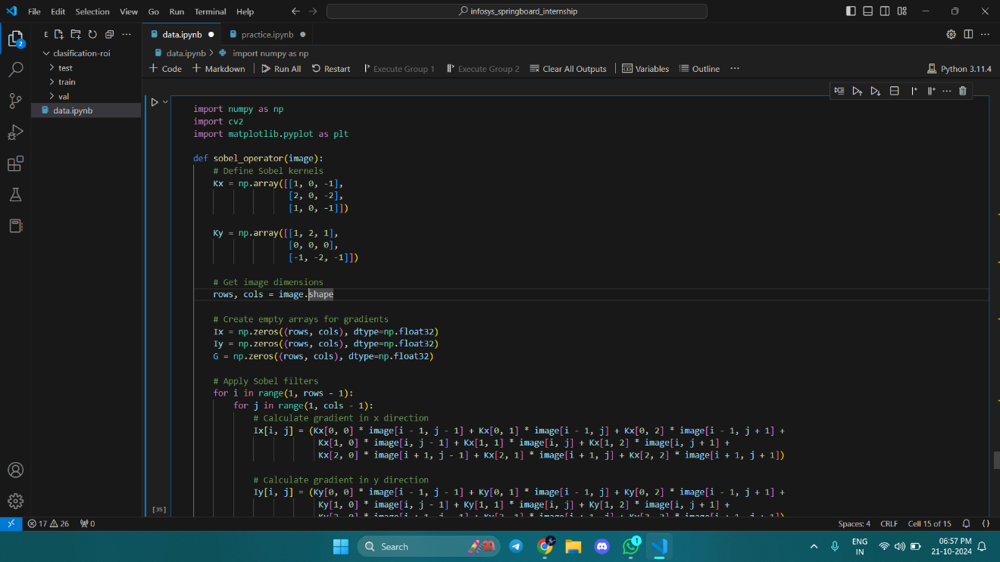 File Edit Selection View Go Run Terminal Help
infosys_springboard_internship
E
data.ipynb
practice.ipynb
clasification-roi
test
train
val
data.ipynb
2
data.ipynb > import numpy as np
+ Code + Markdown Run All Restart Execute Group 1 Execute Group 2 Clear All Outputs Variables Outline ... Python 3.11.4
import numpy as np
import cv2
import matplotlib.pyplot as plt
def sobel_operator(image):
# Define Sobel kernels
Kx = np.array([[1, 0, -1],
[2, 0, -2],
[1, 0, -1]])
Ky = np.array([[1, 2, 1],
[0, 0, 0],
[-1, -2, -1]])
# Get image dimensions
rows, cols = image.shape
# Create empty arrays for gradients
Ix = np.zeros((rows, cols), dtype=np.float32)
Iy = np.zeros((rows, cols), dtype=np.float32)
G = np.zeros((rows, cols), dtype=np.float32)
# Apply Sobel filters
for i in range(1, rows - 1):
for j in range(1, cols - 1):
# Calculate gradient in x direction
Ix[i, j] = (Kx[0, 0] * image[i - 1, j - 1] + Kx[0, 1] * image[i - 1, j] + Kx[0, 2] * image[i - 1, j + 1] +
Kx[1, 0] * image[i, j - 1] + Kx[1, 1] * image[i, j] + Kx[1, 2] * image[i, j + 1] +
Kx[2, 0] * image[i + 1, j - 1] + Kx[2, 1] * image[i + 1, j] + Kx[2, 2] * image[i + 1, j + 1])
# Calculate gradient in y direction
Iy[i, j] = (Ky[0, 0] * image[i - 1, j - 1] + Ky[0, 1] * image[i - 1, j] + Ky[0, 2] * image[i - 1, j + 1] +
Ky[1, 0] * image[i, j - 1] + Ky[1, 1] * image[i, j] + Ky[1, 2] * image[i, j + 1] +
[35]
17 26 0
Spaces: 4 CRLF Cell 15 of 15 {}
Search
1
ENG
IN
06:57 PM
21-10-2024